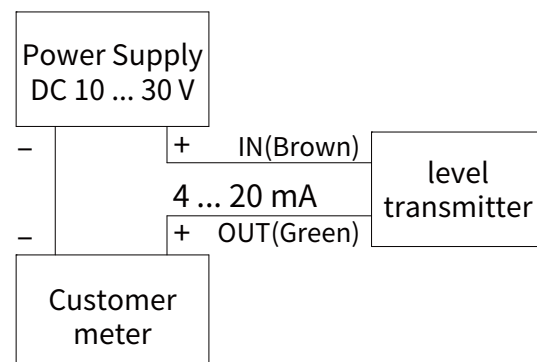 Power Supply
DC 10 ... 30 V
–
+
IN(Brown)
level
transmitter
4 ... 20 mA
–
+
OUT(Green)
Customer
meter